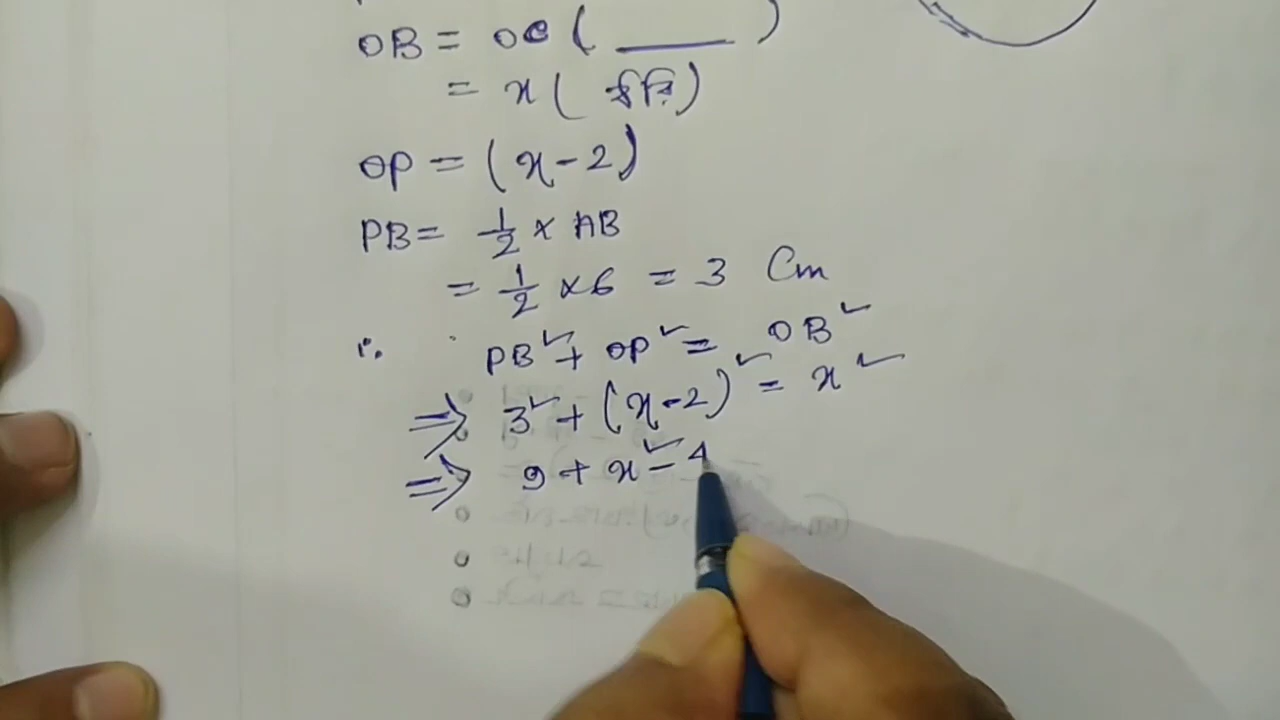 OB = OC ( ______ )
= x ( )
OP = (x-2)
PB = 1/2 × AB
= 1/2 × 6 = 3 Cm
∴ PB² + OP² = OB²
⇒ 3² + (x-2)² = x²
⇒ 9 + x² - 4